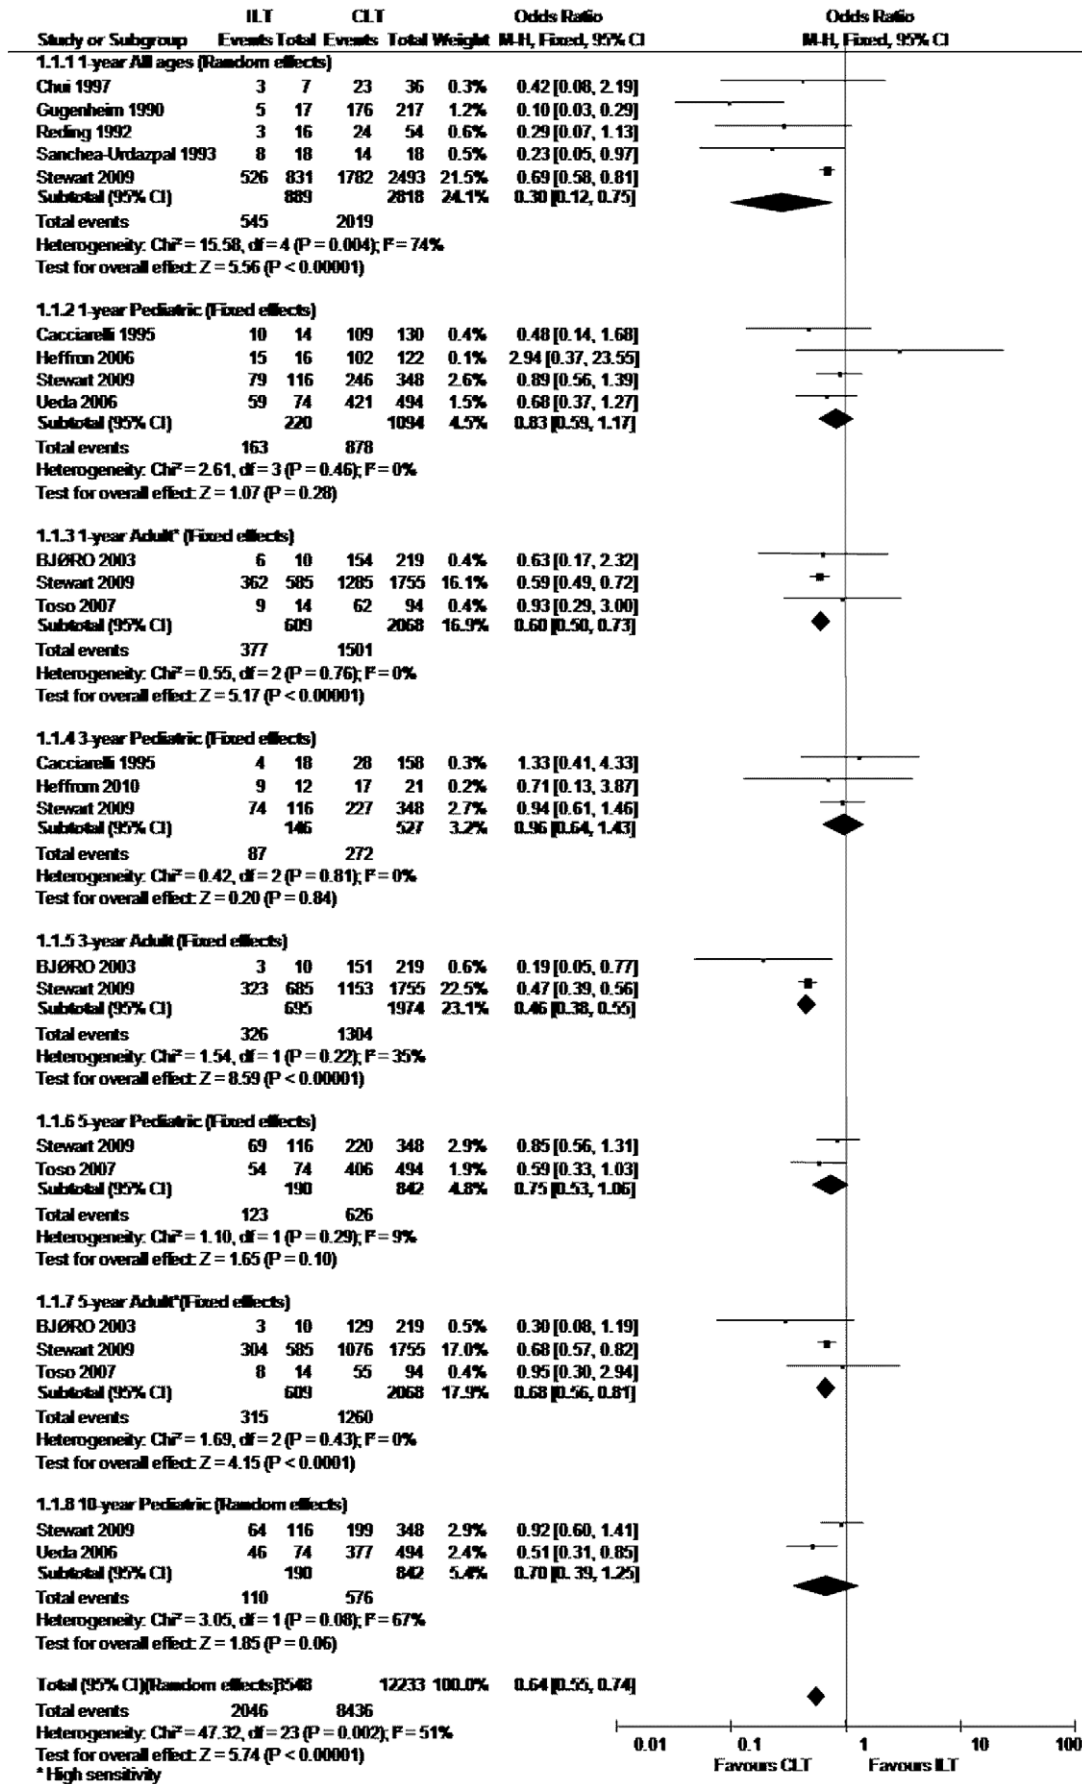 ILT CLT Odds Ratio Odds Ratio
Study or Subgroup Events Total Events Total Weight M-H, Fixed, 95% CI M-H, Fixed, 95% CI
1.1.1 1-year All ages (Random effects)
Chui 1997 3 7 23 36 0.3% 0.42 [0.08, 2.19]
Gugenheim 1990 5 17 176 217 1.2% 0.10 [0.03, 0.29]
Reding 1992 3 16 24 54 0.6% 0.29 [0.07, 1.13]
Sanchea-Urdazpal 1993 8 18 14 18 0.5% 0.23 [0.05, 0.97]
Stewart 2009 526 831 1782 2493 21.5% 0.69 [0.58, 0.81]
Subtotal (95% CI) 889 2818 24.1% 0.30 [0.12, 0.75]
Total events 545 2019
Heterogeneity: Chi² = 15.58, df = 4 (P = 0.004); I² = 74%
Test for overall effect: Z = 5.56 (P < 0.00001)
1.1.2 1-year Pediatric (Fixed effects)
Cacciarelli 1995 10 14 109 130 0.4% 0.48 [0.14, 1.68]
Heffron 2006 15 16 102 122 0.1% 2.94 [0.37, 23.55]
Stewart 2009 79 116 246 348 2.6% 0.89 [0.56, 1.39]
Ueda 2006 59 74 421 494 1.5% 0.68 [0.37, 1.27]
Subtotal (95% CI) 220 1094 4.5% 0.83 [0.59, 1.17]
Total events 163 878
Heterogeneity: Chi² = 2.61, df = 3 (P = 0.46); I² = 0%
Test for overall effect: Z = 1.07 (P = 0.28)
1.1.3 1-year Adult* (Fixed effects)
BJØRO 2003 6 10 154 219 0.4% 0.63 [0.17, 2.32]
Stewart 2009 362 585 1285 1755 16.1% 0.59 [0.49, 0.72]
Toso 2007 9 14 62 94 0.4% 0.93 [0.29, 3.00]
Subtotal (95% CI) 609 2068 16.9% 0.60 [0.50, 0.73]
Total events 377 1501
Heterogeneity: Chi² = 0.55, df = 2 (P = 0.76); I² = 0%
Test for overall effect: Z = 5.17 (P < 0.00001)
1.1.4 3-year Pediatric (Fixed effects)
Cacciarelli 1995 4 18 28 158 0.3% 1.33 [0.41, 4.33]
Heffrom 2010 9 12 17 21 0.2% 0.71 [0.13, 3.87]
Stewart 2009 74 116 227 348 2.7% 0.94 [0.61, 1.46]
Subtotal (95% CI) 146 527 3.2% 0.96 [0.64, 1.43]
Total events 87 272
Heterogeneity: Chi² = 0.42, df = 2 (P = 0.81); I² = 0%
Test for overall effect: Z = 0.20 (P = 0.84)
1.1.5 3-year Adult (Fixed effects)
BJØRO 2003 3 10 151 219 0.6% 0.19 [0.05, 0.77]
Stewart 2009 323 685 1153 1755 22.5% 0.47 [0.39, 0.56]
Subtotal (95% CI) 695 1974 23.1% 0.46 [0.38, 0.55]
Total events 326 1304
Heterogeneity: Chi² = 1.54, df = 1 (P = 0.22); I² = 35%
Test for overall effect: Z = 8.59 (P < 0.00001)
1.1.6 5-year Pediatric (Fixed effects)
Stewart 2009 69 116 220 348 2.9% 0.85 [0.56, 1.31]
Toso 2007 54 74 406 494 1.9% 0.59 [0.33, 1.03]
Subtotal (95% CI) 190 842 4.8% 0.75 [0.53, 1.06]
Total events 123 626
Heterogeneity: Chi² = 1.10, df = 1 (P = 0.29); I² = 9%
Test for overall effect: Z = 1.65 (P = 0.10)
1.1.7 5-year Adult*(Fixed effects)
BJØRO 2003 3 10 129 219 0.5% 0.30 [0.08, 1.19]
Stewart 2009 304 585 1076 1755 17.0% 0.68 [0.57, 0.82]
Toso 2007 8 14 55 94 0.4% 0.95 [0.30, 2.94]
Subtotal (95% CI) 609 2068 17.9% 0.68 [0.56, 0.81]
Total events 315 1260
Heterogeneity: Chi² = 1.69, df = 2 (P = 0.43); I² = 0%
Test for overall effect: Z = 4.15 (P < 0.0001)
1.1.8 10-year Pediatric (Random effects)
Stewart 2009 64 116 199 348 2.9% 0.92 [0.60, 1.41]
Ueda 2006 46 74 377 494 2.4% 0.51 [0.31, 0.85]
Subtotal (95% CI) 190 842 5.4% 0.70 [0. 39, 1.25]
Total events 110 576
Heterogeneity: Chi² = 3.05, df = 1 (P = 0.08); I² = 67%
Test for overall effect: Z = 1.85 (P = 0.06)
Total (95% CI)(Random effects)3548 12233 100.0% 0.64 [0.55, 0.74]
Total events 2046 8436
Heterogeneity: Chi² = 47.32, df = 23 (P = 0.002); I² = 51%
Test for overall effect: Z = 5.74 (P < 0.00001)
* High sensitivity
0.01 0.1 1 10 100
Favours CLT Favours ILT